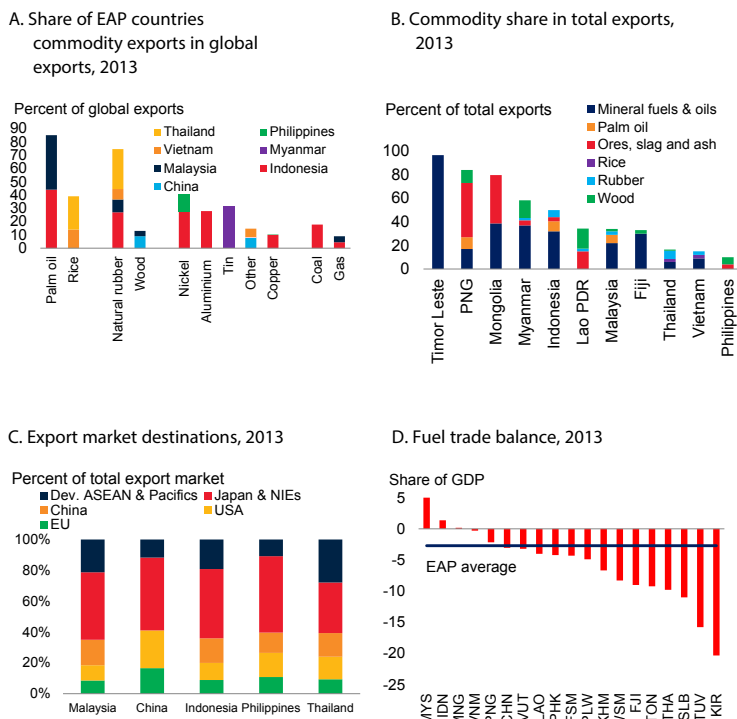 A. Share of EAP countries
commodity exports in global
exports, 2013
Percent of global exports
90
80
70
60
50
40
30
20
10
0
Thailand
Philippines
Vietnam
Myanmar
Malaysia
Indonesia
China
Palm oil
Rice
Natural rubber
Wood
Nickel
Aluminium
Tin
Other
Copper
Coal
Gas
B. Commodity share in total exports,
2013
Percent of total exports
Mineral fuels & oils
Palm oil
Ores, slag and ash
Rice
Rubber
Wood
100
80
60
40
20
0
Timor Leste
PNG
Mongolia
Myanmar
Indonesia
Lao PDR
Malaysia
Fiji
Thailand
Vietnam
Philippines
C. Export market destinations, 2013
Percent of total export market
Dev. ASEAN & Pacifics
Japan & NIEs
China
USA
EU
100%
80%
60%
40%
20%
0%
Malaysia
China
Indonesia
Philippines
Thailand
D. Fuel trade balance, 2013
Share of GDP
5
0
-5
-10
-15
-20
-25
EAP average
MYS
IDN
MNG
VNM
PNG
CHN
VUT
LAO
PHK
FSM
PLW
KHM
WSM
FJI
TON
THA
SLB
TUV
KIR